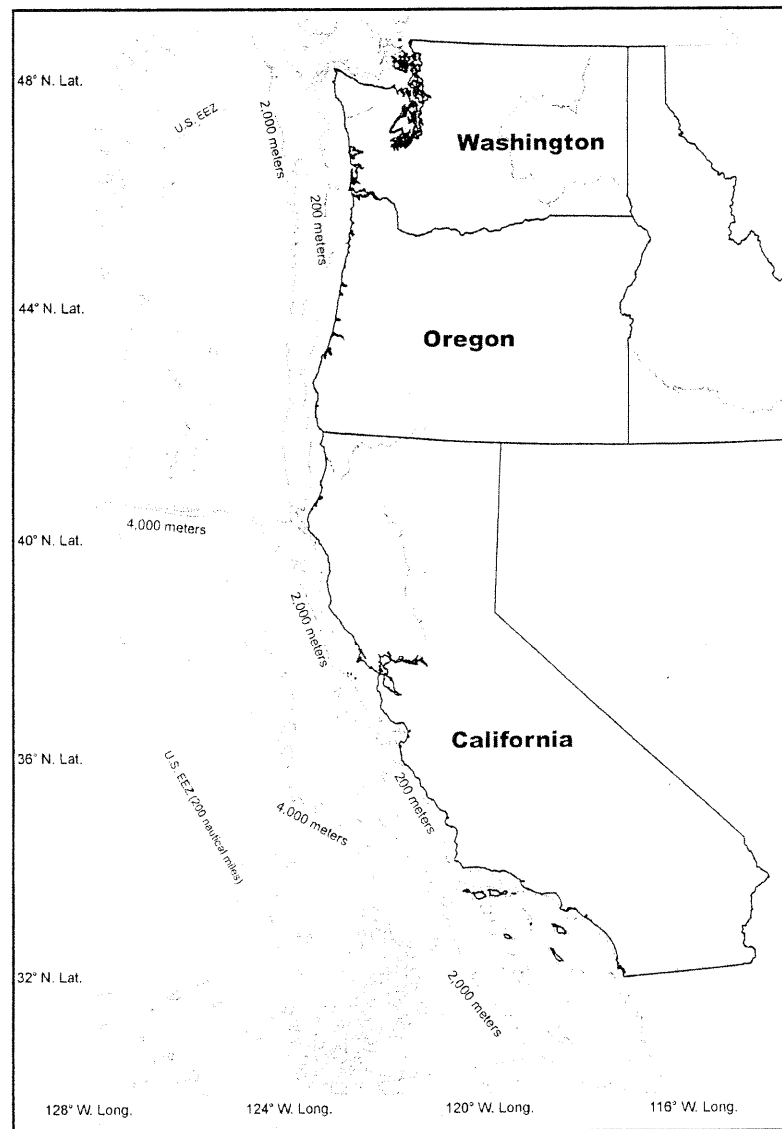 48° N. Lat.
U.S. EEZ
2,000 meters
Washington
200 meters
44° N. Lat.
Oregon
4,000 meters
40° N. Lat.
2,000 meters
California
36° N. Lat.
U.S. EEZ (200 nautical miles)
200 meters
4,000 meters
32° N. Lat.
2,000 meters
128° W. Long.
124° W. Long.
120° W. Long.
116° W. Long.